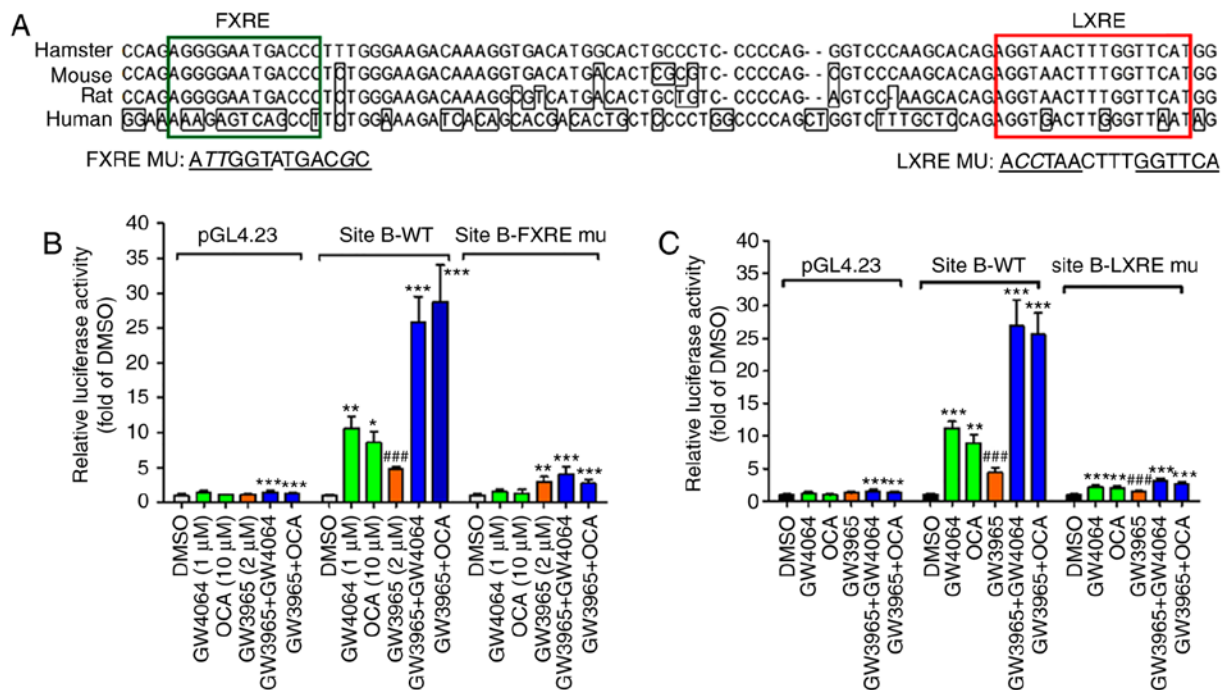 A
FXRE
LXRE
Hamster CCAGAGGGGAATGACCCTTTGGGAAGACAAAGGTGACATGGCACTGCCCTC-CCCCAG--GGTCCCAAGCACAGAGGTAACTTTGGTTCATGG
Mouse CCAGAGGGGAATGACCCTCTGGGAAGACAAAGGTGACATGACACTCGCGTC-CCCCAG--CGTCCCAAGCACAGAGGTAACTTTGGTTCATGG
Rat CCAGAGGGGAATGACCCTCTGGGAAGACAAAGGCGTCATGACACTGCTGTC-CCCCAG--AGTCCTAAGCACAGAGGTAACTTTGGTTCATGG
Human GGAAAAAGAGTCAGCCTTCTGGAAAGATCACAGCACGACACTGCTCCCCTGGCCCCAGCTGGTCTTTGCTCCAGAGGTGACTTGGGTTAATAG
FXRE MU: ATTGGTATGACGC
LXRE MU: ACCTAACTTTGGTTCA
B
Relative luciferase activity
(fold of DMSO)
40
35
30
25
20
15
10
5
0
pGL4.23
Site B-WT
Site B-FXRE mu
***
***
**
*
###
***
***
**
***
***
DMSO
GW4064 (1 µM)
OCA (10 µM)
GW3965 (2 µM)
GW3965+GW4064
GW3965+OCA
DMSO
GW4064 (1 µM)
OCA (10 µM)
GW3965 (2 µM)
GW3965+GW4064
GW3965+OCA
DMSO
GW4064 (1 µM)
OCA (10 µM)
GW3965 (2 µM)
GW3965+GW4064
GW3965+OCA
C
Relative luciferase activity
(fold of DMSO)
40
35
30
25
20
15
10
5
0
pGL4.23
Site B-WT
site B-LXRE mu
***
**
***
**
###
***
***
***
**
###
***
***
DMSO
GW4064
OCA
GW3965
GW3965+GW4064
GW3965+OCA
DMSO
GW4064
OCA
GW3965
GW3965+GW4064
GW3965+OCA
DMSO
GW4064
OCA
GW3965
GW3965+GW4064
GW3965+OCA